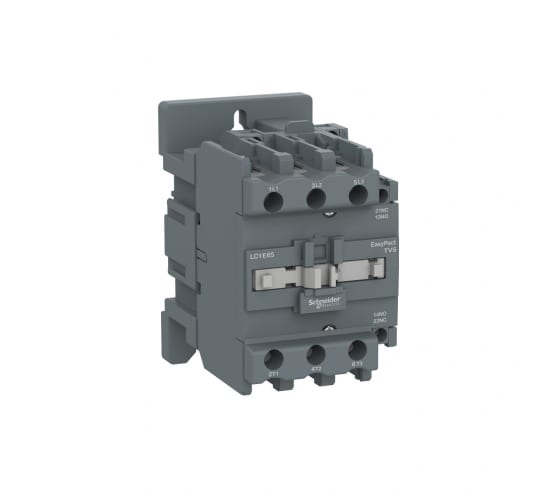 1L1 3L2 5L3
21NC
13NO
LC1E65
EasyPact
TVS
Schneider
Electric
14NO
22NC
2T1 4T2 6T3